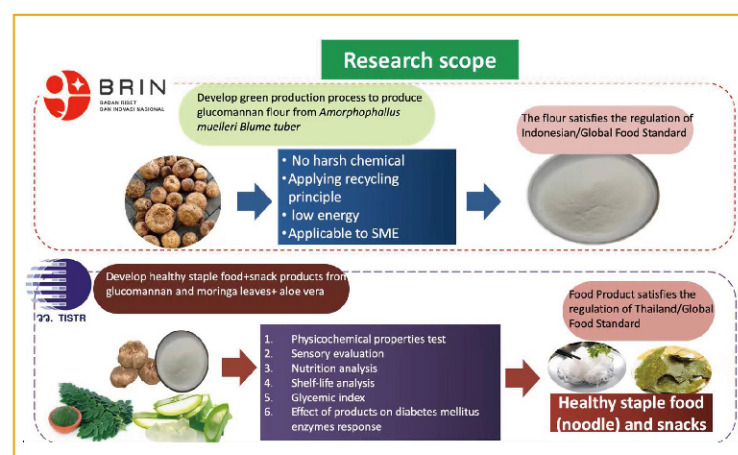 Research scope
BRIN
BADAN RISET
DAN INOVASI NASIONAL
Develop green production process to produce
glucomannan flour from Amorphophallus
muelleri Blume tuber
The flour satisfies the regulation of
Indonesian/Global Food Standard
• No harsh chemical
•Applying recycling
principle
• low energy
•Applicable to SME
วว. TISTR
Develop healthy staple food+snack products from
glucomannan and moringa leaves+ aloe vera
Food Product satisfies the
regulation of Thailand/Global
Food Standard
1. Physicochemical properties test
2. Sensory evaluation
3. Nutrition analysis
4. Shelf-life analysis
5. Glycemic index
6. Effect of products on diabetes mellitus
enzymes response
Healthy staple food
(noodle) and snacks